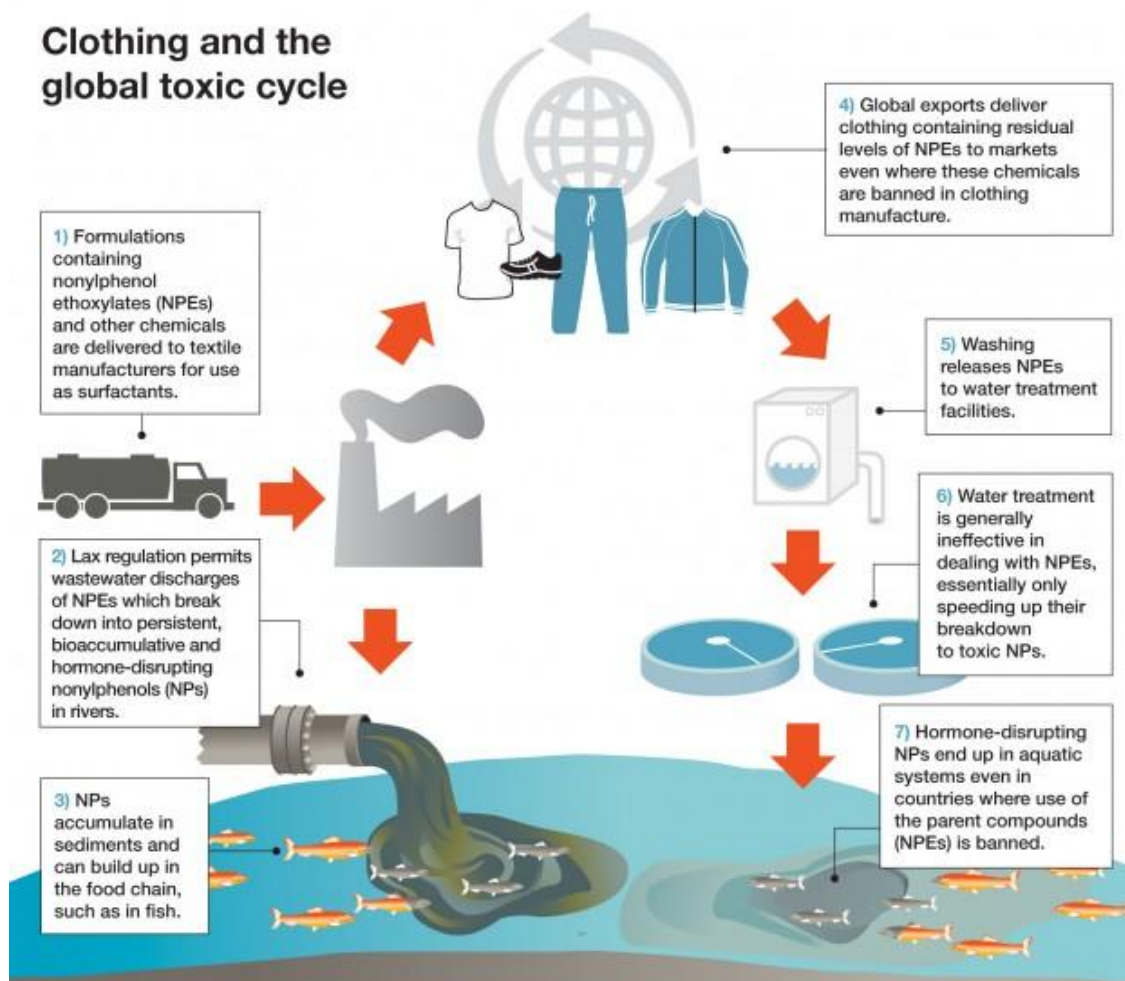 Clothing and the
global toxic cycle
1) Formulations
containing
nonylphenol
ethoxylates (NPEs)
and other chemicals
are delivered to textile
manufacturers for use
as surfactants.
2) Lax regulation permits
wastewater discharges
of NPEs which break
down into persistent,
bioaccumulative and
hormone-disrupting
nonylphenols (NPs)
in rivers.
3) NPs
accumulate in
sediments and
can build up in
the food chain,
such as in fish.
4) Global exports deliver
clothing containing residual
levels of NPEs to markets
even where these chemicals
are banned in clothing
manufacture.
5) Washing
releases NPEs
to water treatment
facilities.
6) Water treatment
is generally
ineffective in
dealing with NPEs,
essentially only
speeding up their
breakdown
to toxic NPs.
7) Hormone-disrupting
NPs end up in aquatic
systems even in
countries where use of
the parent compounds
(NPEs) is banned.